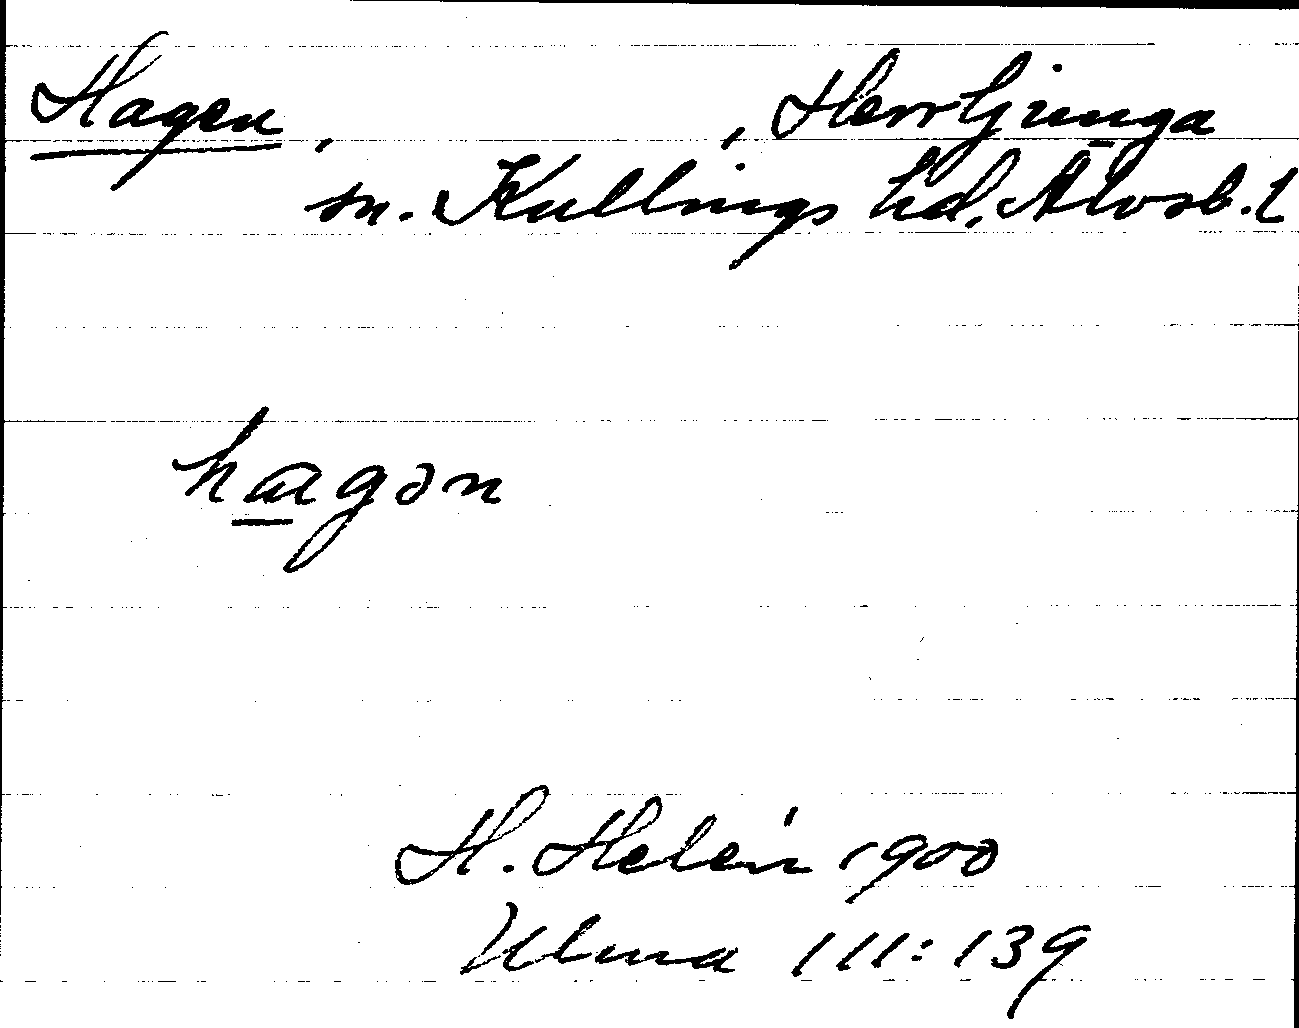 Hagen, , Herrljunga
sn. Kullings hd, Älvsb. l
hagən
H. Helén 1900
Ulma 111:139